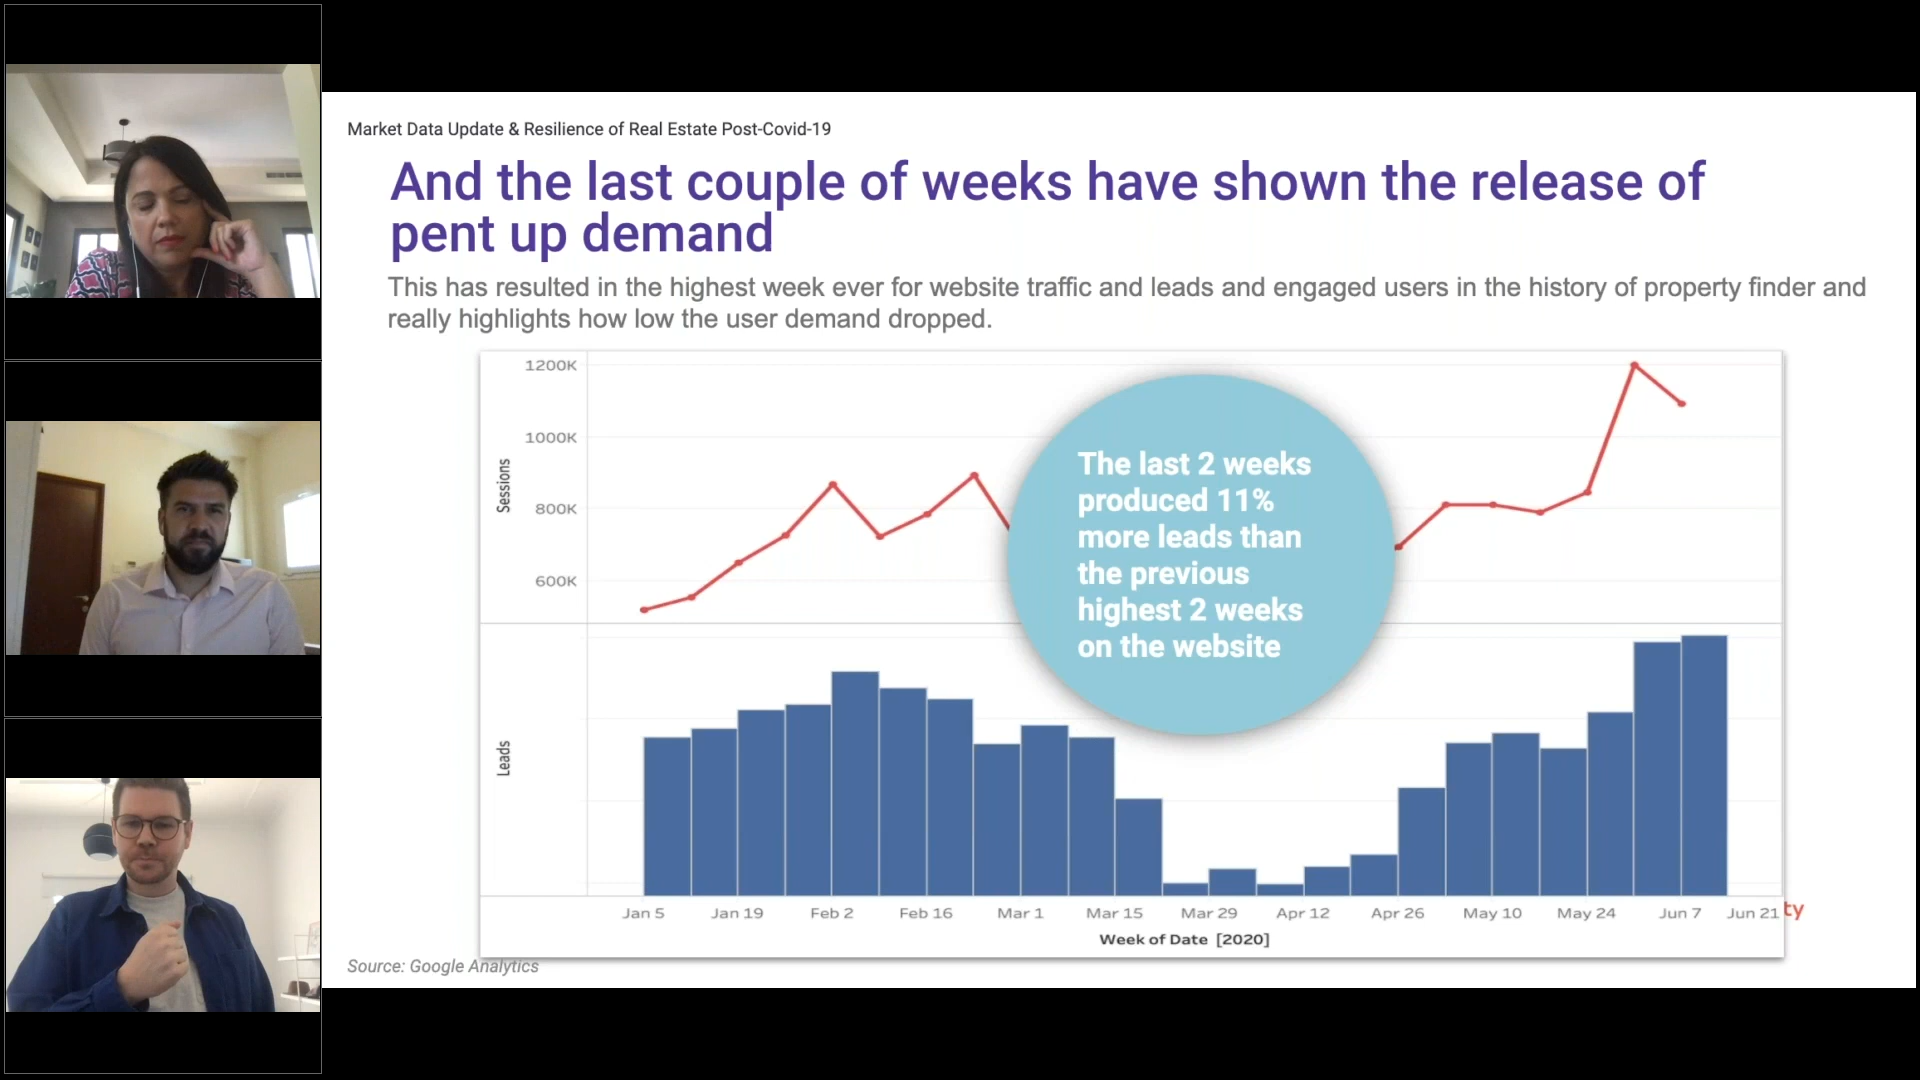 Market Data Update & Resilience of Real Estate Post-Covid-19
And the last couple of weeks have shown the release of
pent up demand
This has resulted in the highest week ever for website traffic and leads and engaged users in the history of property finder and
really highlights how low the user demand dropped.
1200K
1000K
800K
600K
Sessions
The last 2 weeks
produced 11%
more leads than
the previous
highest 2 weeks
on the website
Leads
Jan 5 Jan 19 Feb 2 Feb 16 Mar 1 Mar 15 Mar 29 Apr 12 Apr 26 May 10 May 24 Jun 7 Jun 21
ty
Week of Date [2020]
Source: Google Analytics